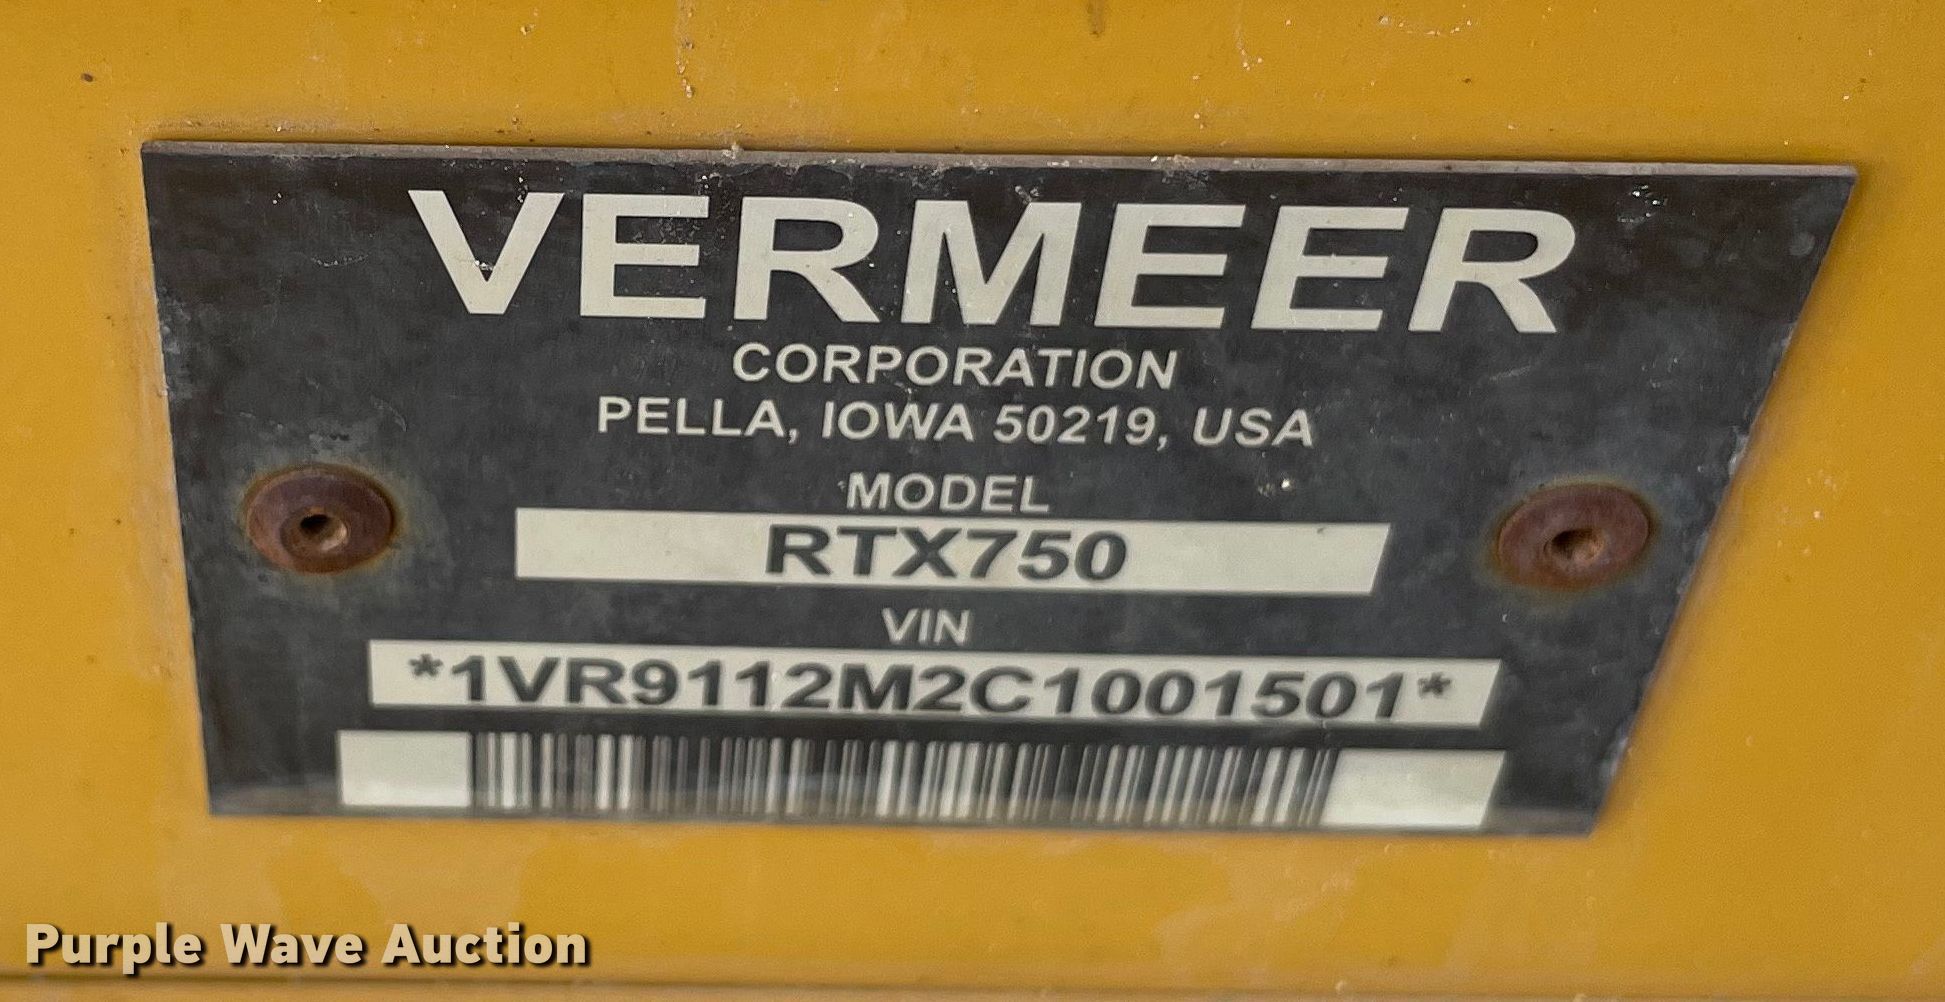 VERMEER
CORPORATION
PELLA, IOWA 50219, USA
MODEL
RTX750
VIN
*1VR9112M2C1001501*
Purple Wave Auction